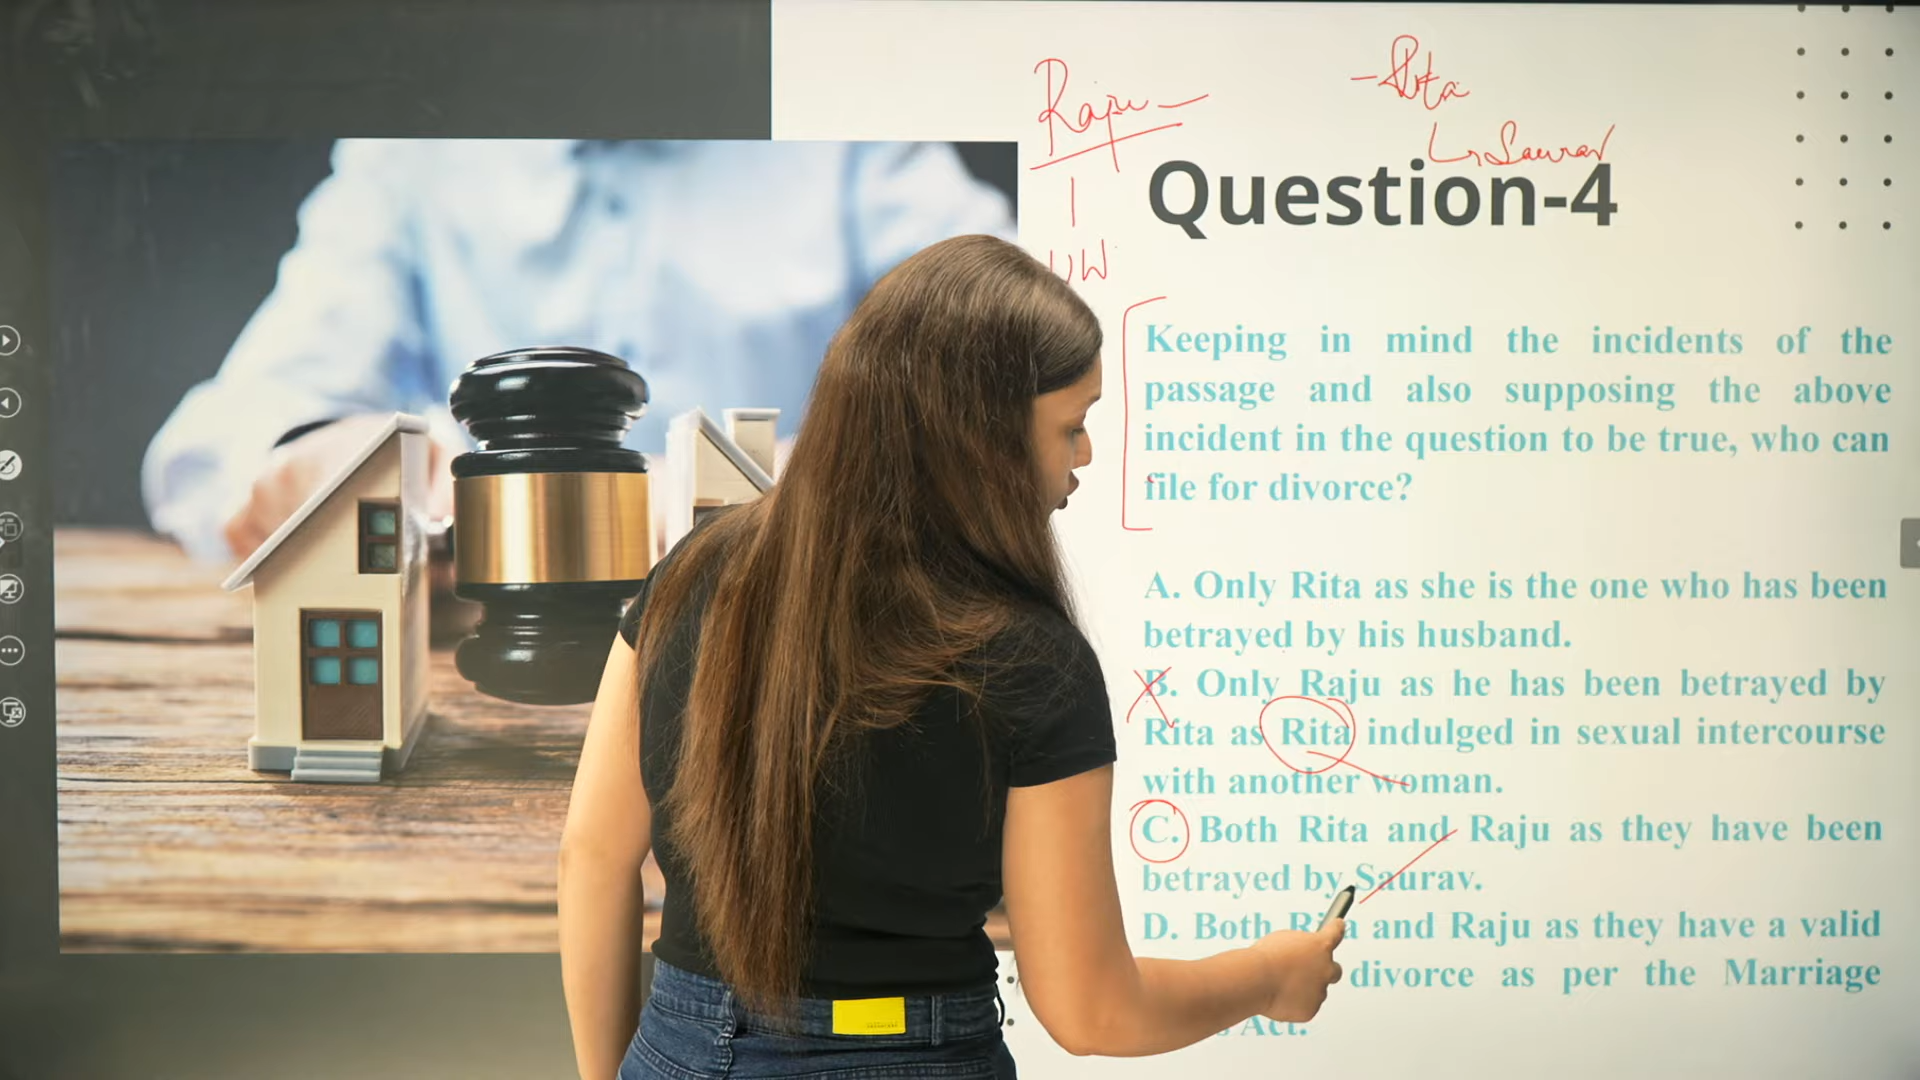 Raju - - Rita
↳ Saurav
Question-4
UW
Keeping in mind the incidents of the
passage and also supposing the above
incident in the question to be true, who can
file for divorce?
A. Only Rita as she is the one who has been
betrayed by his husband.
B. Only Raju as he has been betrayed by
Rita as Rita indulged in sexual intercourse
with another woman.
C. Both Rita and Raju as they have been
betrayed by Saurav.
D. Both Rita and Raju as they have a valid
divorce as per the Marriage
Act.